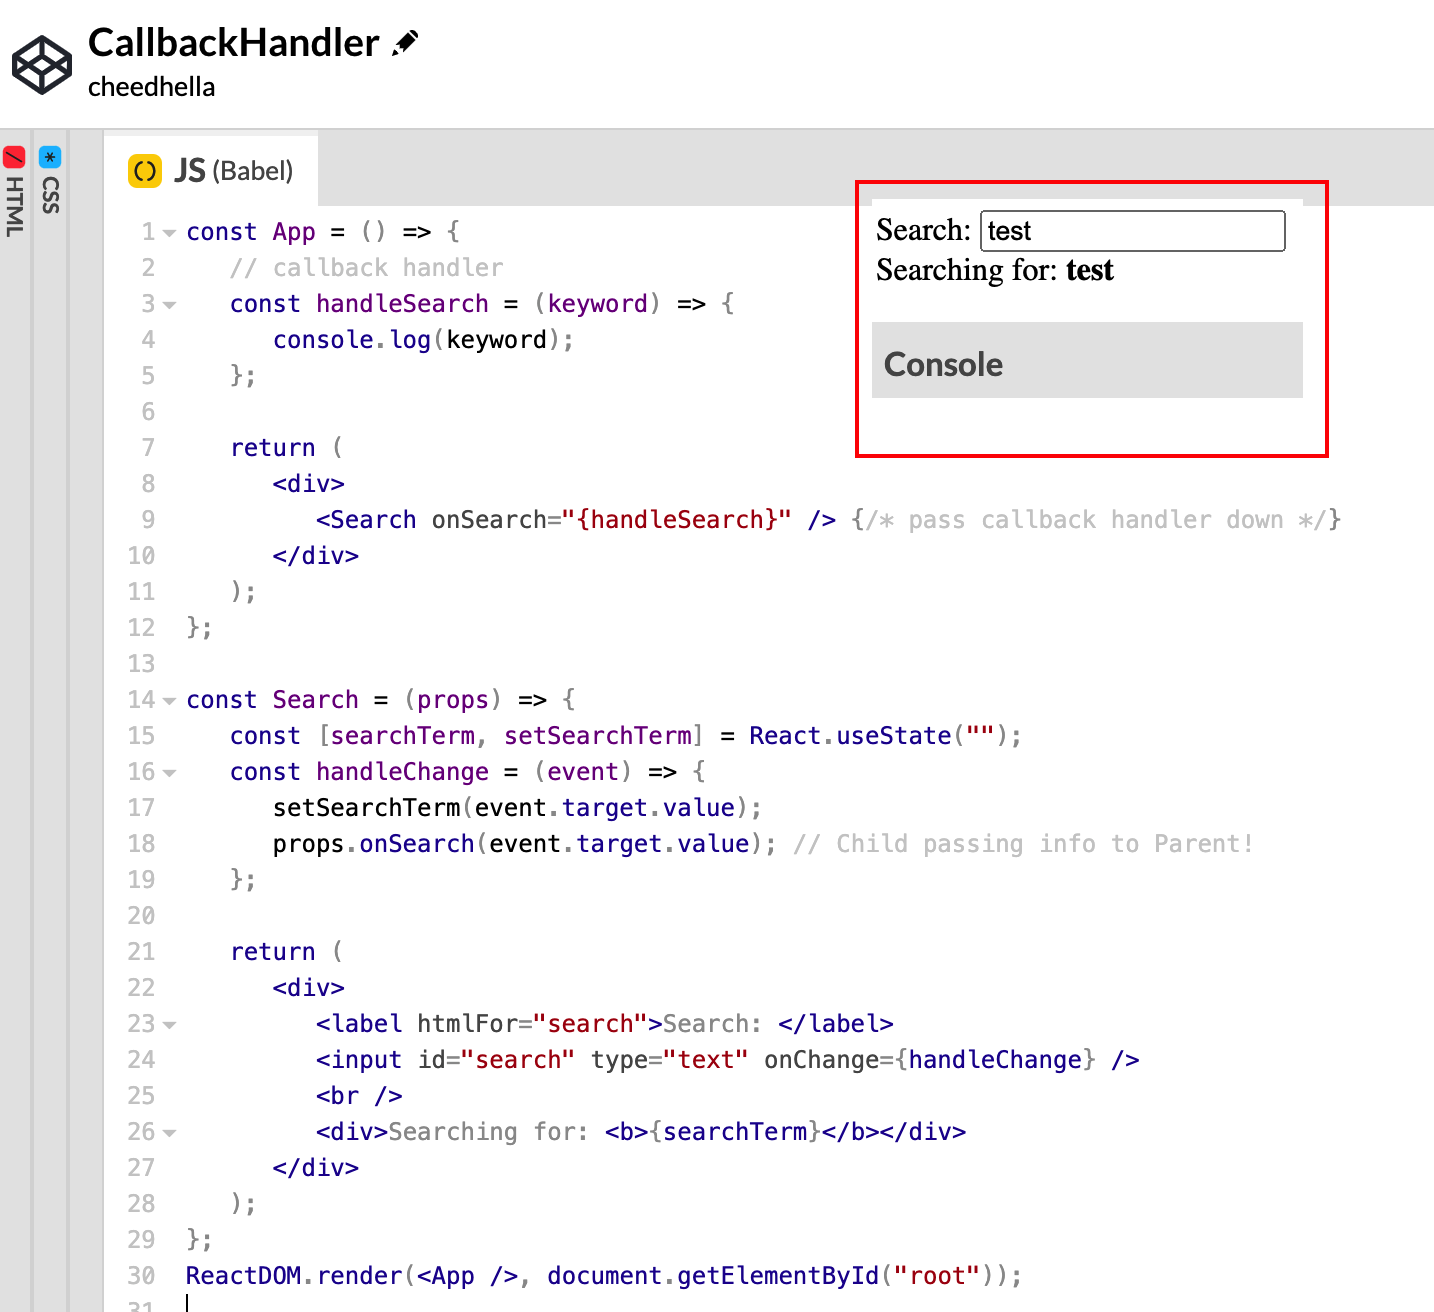 CallbackHandler
cheedhella
HTML
CSS
JS (Babel)
Search: test
Searching for: test
Console
1 const App = () => {
2 // callback handler
3 const handleSearch = (keyword) => {
4 console.log(keyword);
5 };
6
7 return (
8 <div>
9 <Search onSearch="{handleSearch}" /> {/* pass callback handler down */}
10 </div>
11 );
12 };
13
14 const Search = (props) => {
15 const [searchTerm, setSearchTerm] = React.useState("");
16 const handleChange = (event) => {
17 setSearchTerm(event.target.value);
18 props.onSearch(event.target.value); // Child passing info to Parent!
19 };
20
21 return (
22 <div>
23 <label htmlFor="search">Search: </label>
24 <input id="search" type="text" onChange={handleChange} />
25 <br />
26 <div>Searching for: <b>{searchTerm}</b></div>
27 </div>
28 );
29 };
30 ReactDOM.render(<App />, document.getElementById("root"));
31